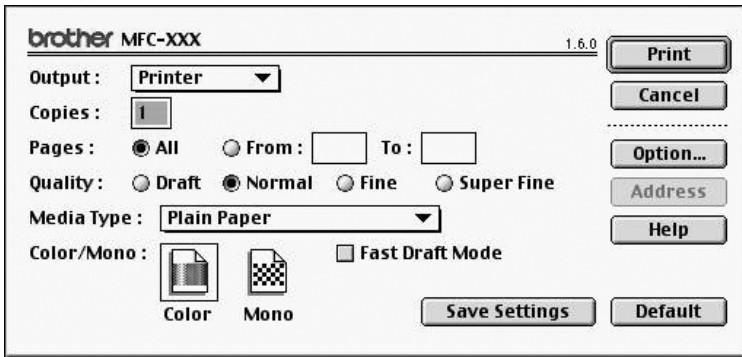 brother MFC-XXX 1.6.0 Print
Output : Printer Cancel
Copies : 1
Pages : All From : To : Option...
Quality : Draft Normal Fine Super Fine Address
Media Type : Plain Paper Help
Color/Mono : Fast Draft Mode
Color Mono Save Settings Default